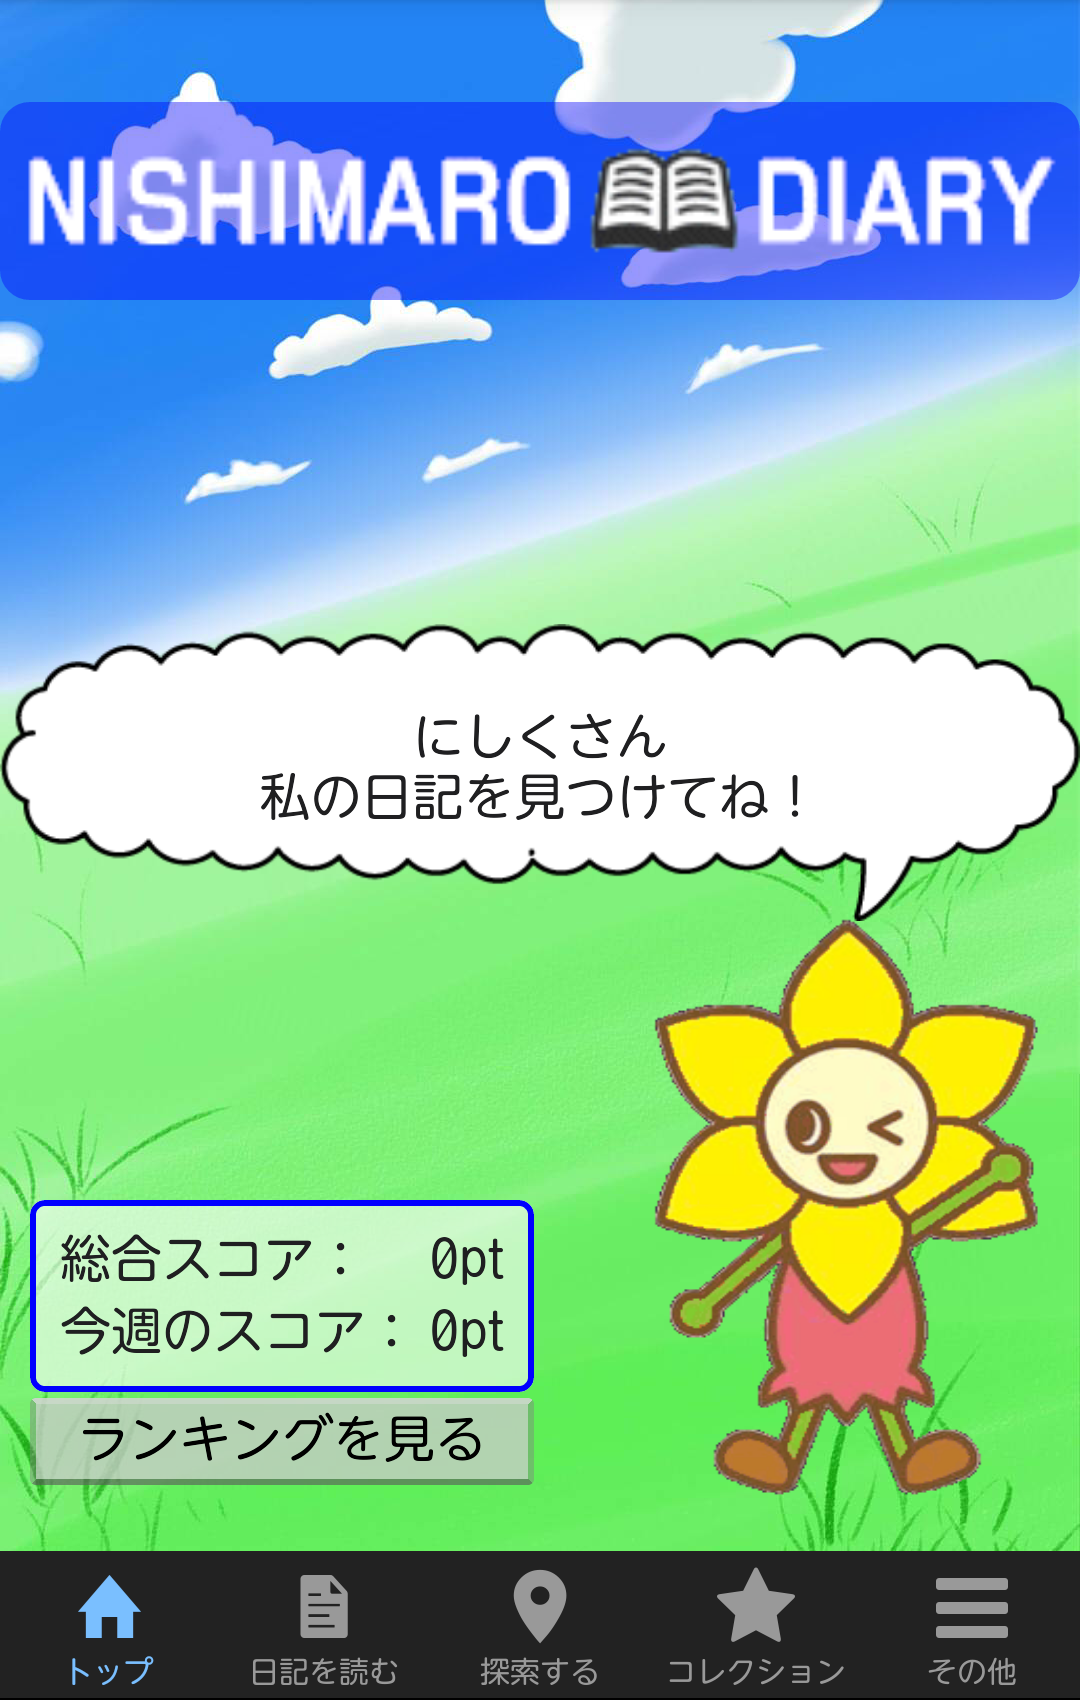 NISHIMARO DIARY
にしくさん
私の日記を見つけてね！
総合スコア： 0pt
今週のスコア： 0pt
ランキングを見る
トップ
日記を読む
探索する
コレクション
その他